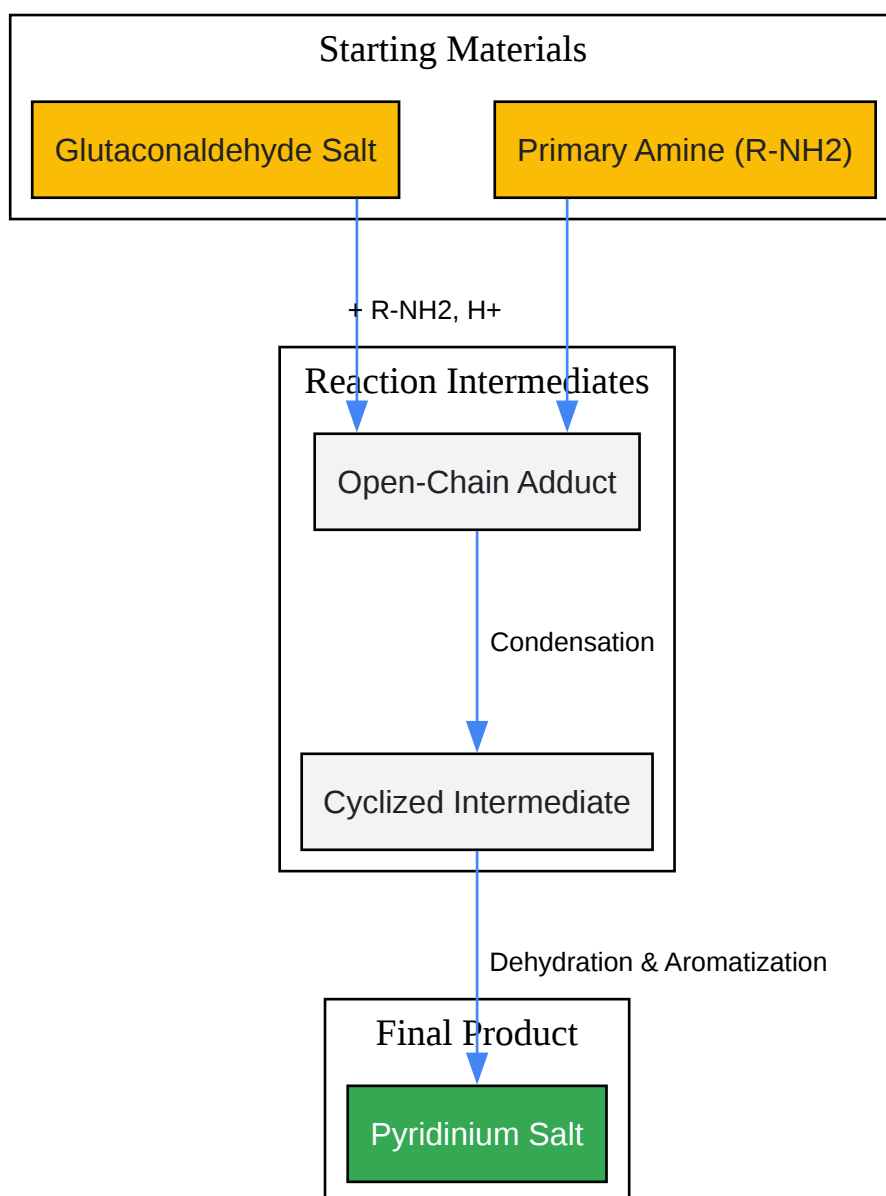 Starting Materials
Glutaconaldehyde Salt
Primary Amine (R-NH2)
+ R-NH2, H+
Reaction Intermediates
Open-Chain Adduct
Condensation
Cyclized Intermediate
Dehydration & Aromatization
Final Product
Pyridinium Salt